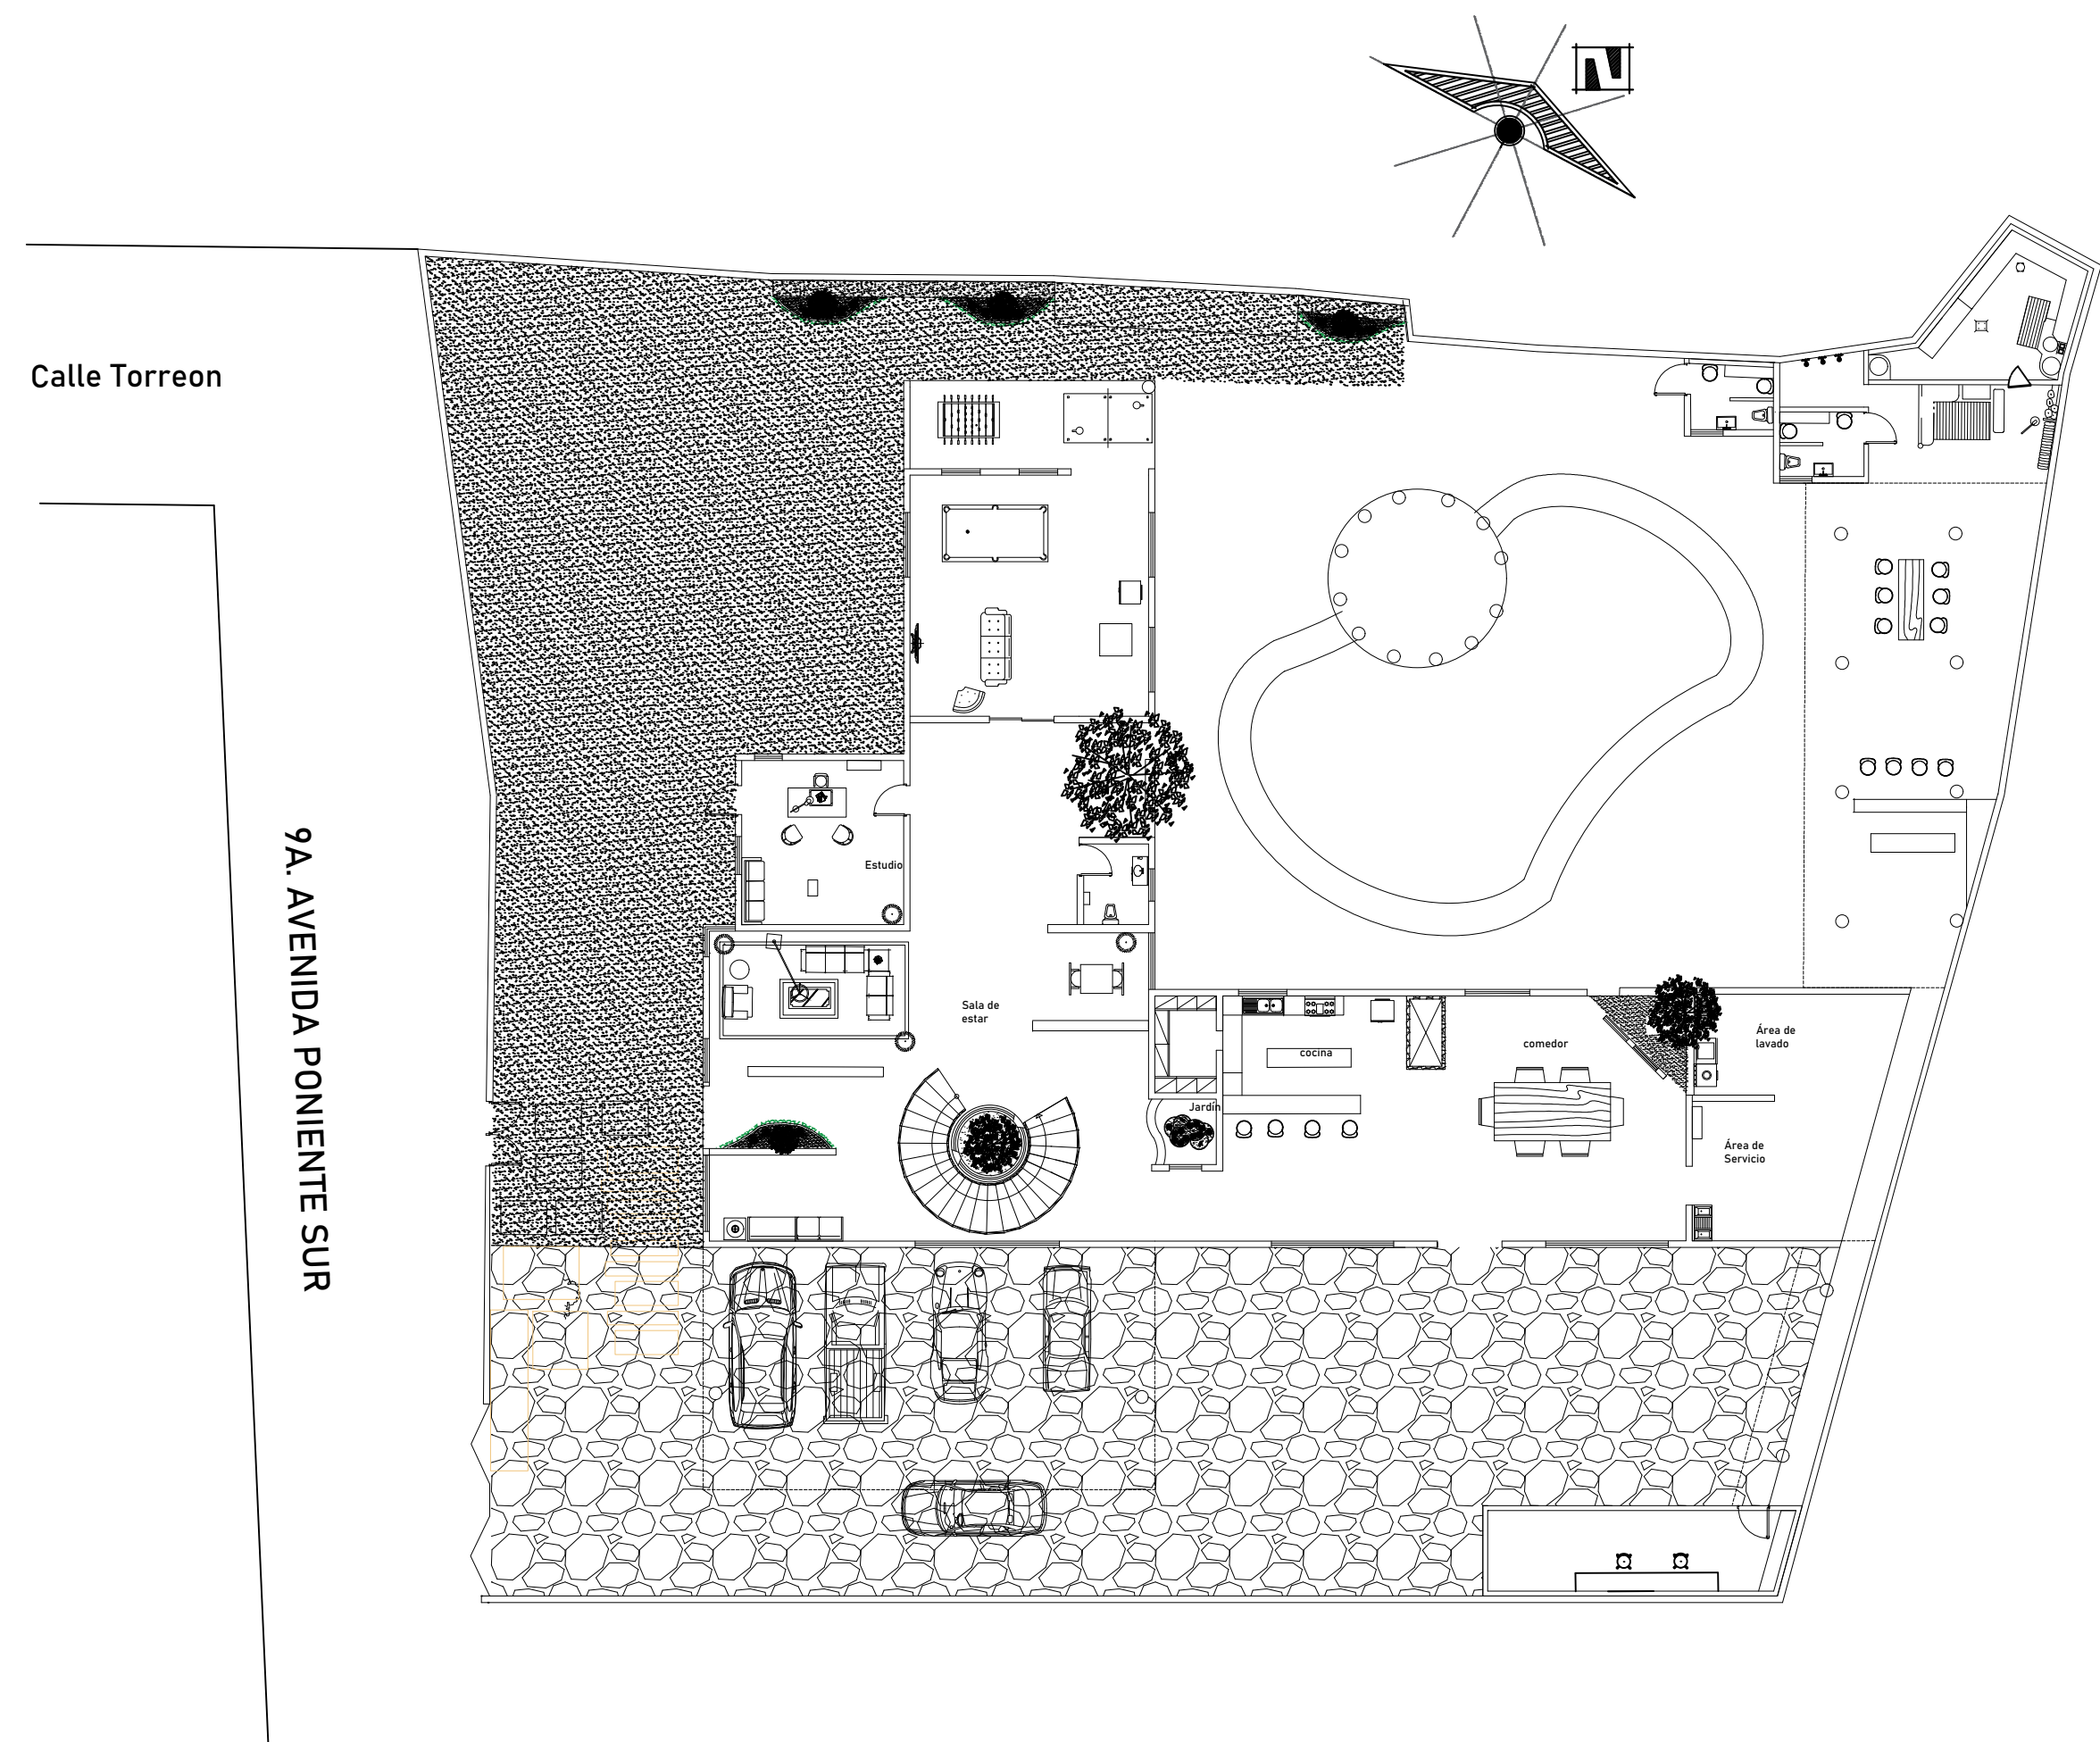 Calle Torreon
9A. AVENIDA PONIENTE SUR
Estudio
Sala de
estar
cocina
comedor
Área de
lavado
Jardín
Área de
Servicio